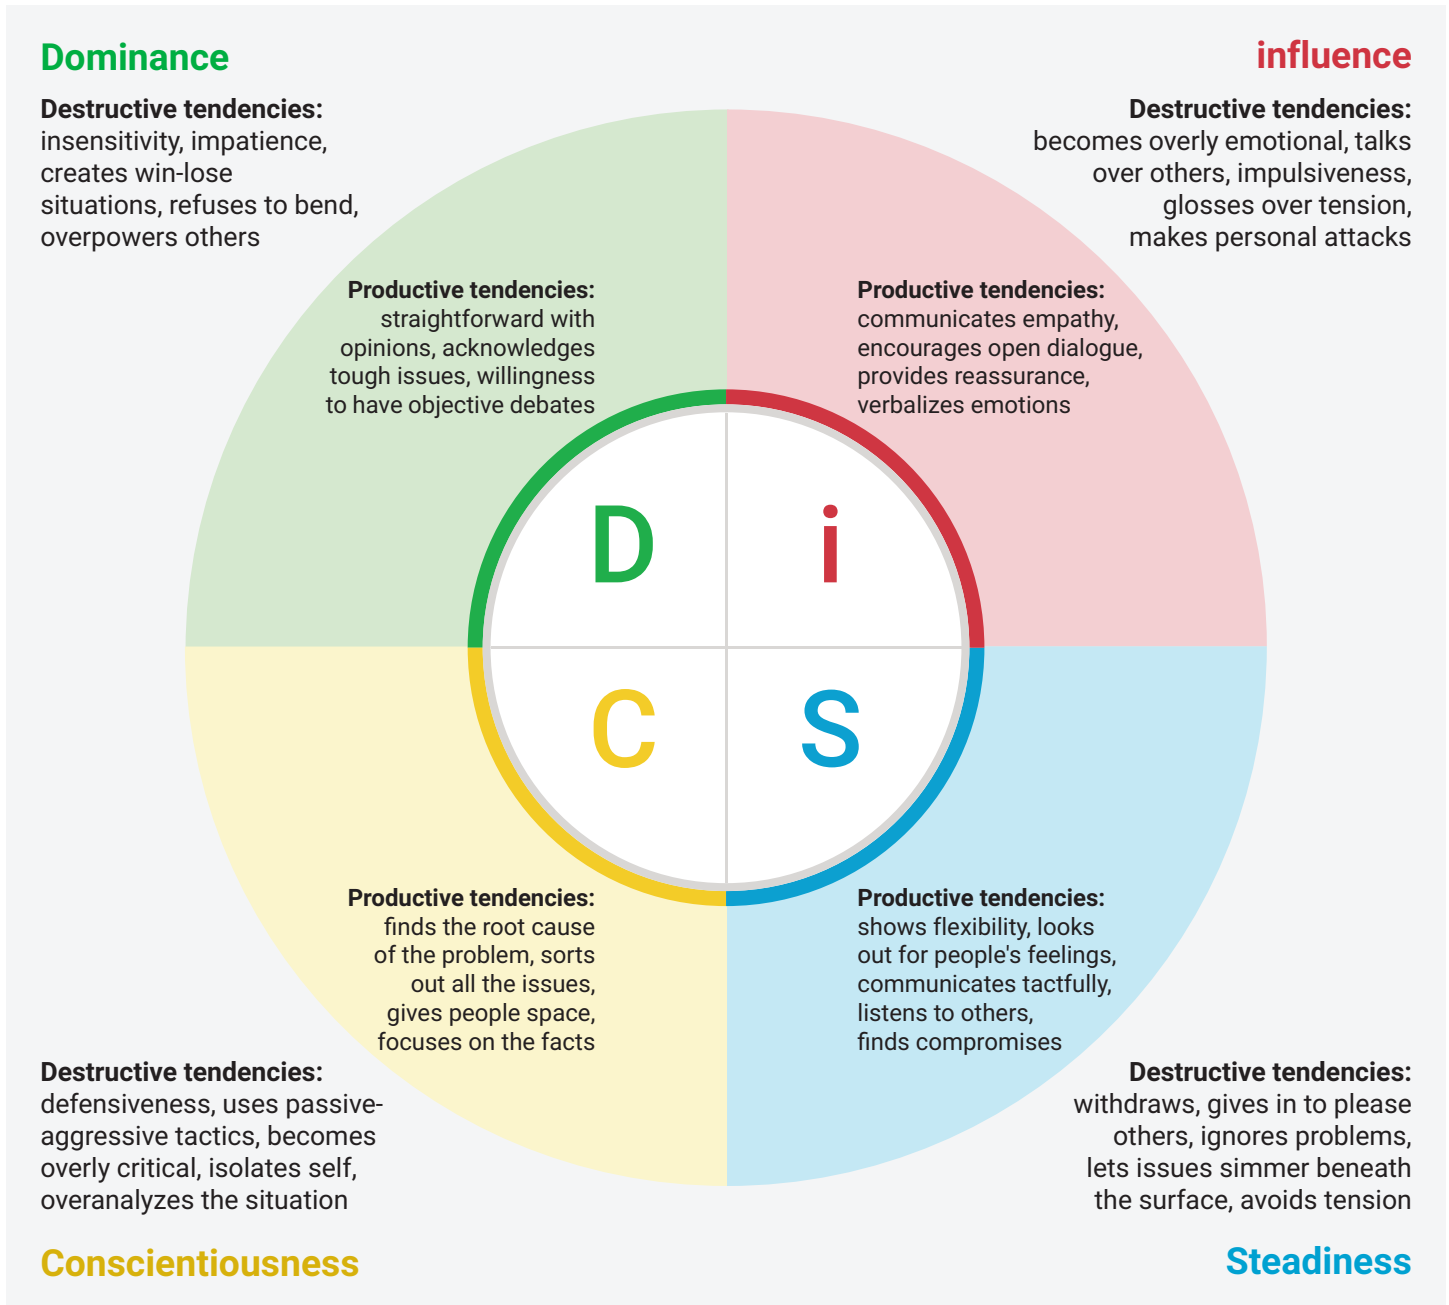 Dominance
Destructive tendencies:
insensitivity, impatience,
creates win-lose
situations, refuses to bend,
overpowers others
influence
Destructive tendencies:
becomes overly emotional, talks
over others, impulsiveness,
glosses over tension,
makes personal attacks
Productive tendencies:
straightforward with
opinions, acknowledges
tough issues, willingness
to have objective debates
Productive tendencies:
communicates empathy,
encourages open dialogue,
provides reassurance,
verbalizes emotions
D
i
C
S
Productive tendencies:
finds the root cause
of the problem, sorts
out all the issues,
gives people space,
focuses on the facts
Productive tendencies:
shows flexibility, looks
out for people's feelings,
communicates tactfully,
listens to others,
finds compromises
Destructive tendencies:
defensiveness, uses passive-
aggressive tactics, becomes
overly critical, isolates self,
overanalyzes the situation
Conscientiousness
Destructive tendencies:
withdraws, gives in to please
others, ignores problems,
lets issues simmer beneath
the surface, avoids tension
Steadiness